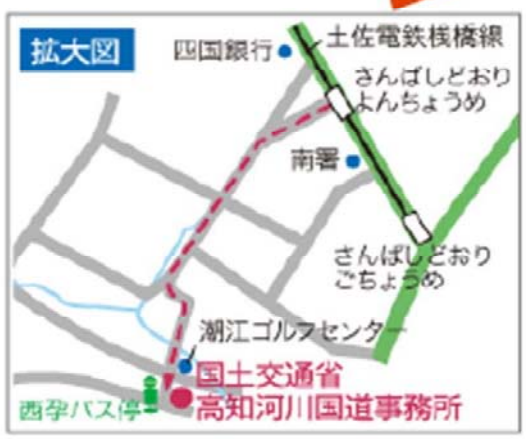 拡大図
四国銀行
土佐電鉄桟橋線
さんばしどおり
よんちょうめ
南署
さんばしどおり
ごちょうめ
潮江ゴルフセンター
国土交通省
高知河川国道事務所
西孕バス停